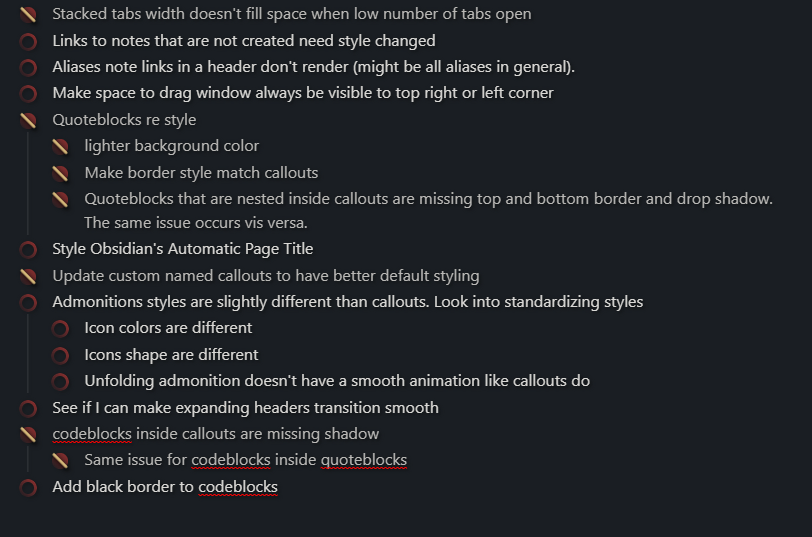 Stacked tabs width doesn't fill space when low number of tabs open
Links to notes that are not created need style changed
Aliases note links in a header don't render (might be all aliases in general).
Make space to drag window always be visible to top right or left corner
Quoteblocks re style
lighter background color
Make border style match callouts
Quoteblocks that are nested inside callouts are missing top and bottom border and drop shadow.
The same issue occurs vis versa.
Style Obsidian's Automatic Page Title
Update custom named callouts to have better default styling
Admonitions styles are slightly different than callouts. Look into standardizing styles
Icon colors are different
Icons shape are different
Unfolding admonition doesn't have a smooth animation like callouts do
See if I can make expanding headers transition smooth
codeblocks inside callouts are missing shadow
Same issue for codeblocks inside quoteblocks
Add black border to codeblocks